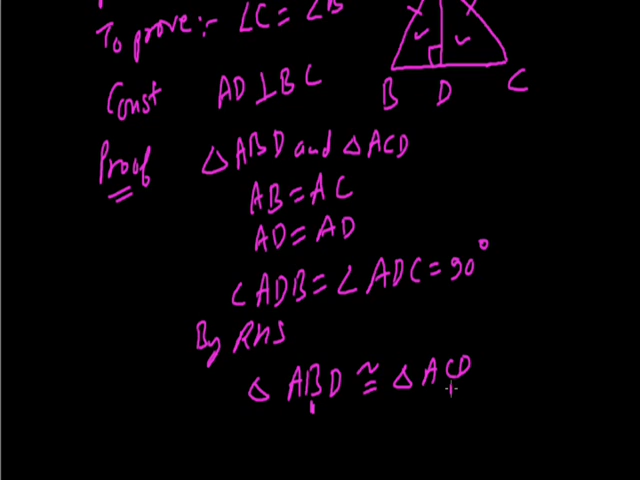 To prove:- ∠C = ∠B
Const AD⊥BC
B D C
Proof △ABD and △ACD
AB = AC
AD = AD
∠ADB = ∠ADC = 90°
By RHS
△ ABD ≅ △ ACD